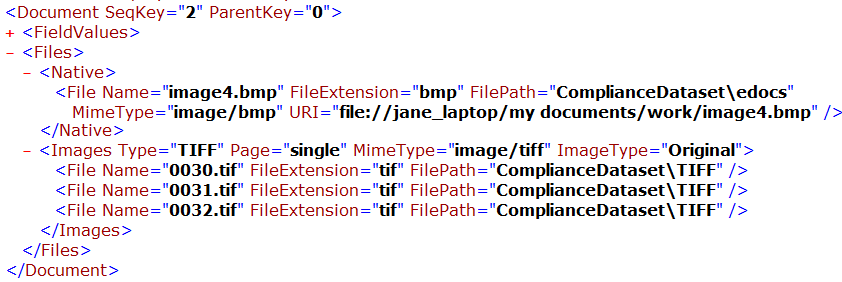 <Document SeqKey="2" ParentKey="0">
+ <FieldValues>
– <Files>
– <Native>
<File Name="image4.bmp" FileExtension="bmp" FilePath="ComplianceDataset\edocs"
MimeType="image/bmp" URI="file://jane_laptop/my documents/work/image4.bmp" />
</Native>
– <Images Type="TIFF" Page="single" MimeType="image/tiff" ImageType="Original">
<File Name="0030.tif" FileExtension="tif" FilePath="ComplianceDataset\TIFF" />
<File Name="0031.tif" FileExtension="tif" FilePath="ComplianceDataset\TIFF" />
<File Name="0032.tif" FileExtension="tif" FilePath="ComplianceDataset\TIFF" />
</Images>
</Files>
</Document>